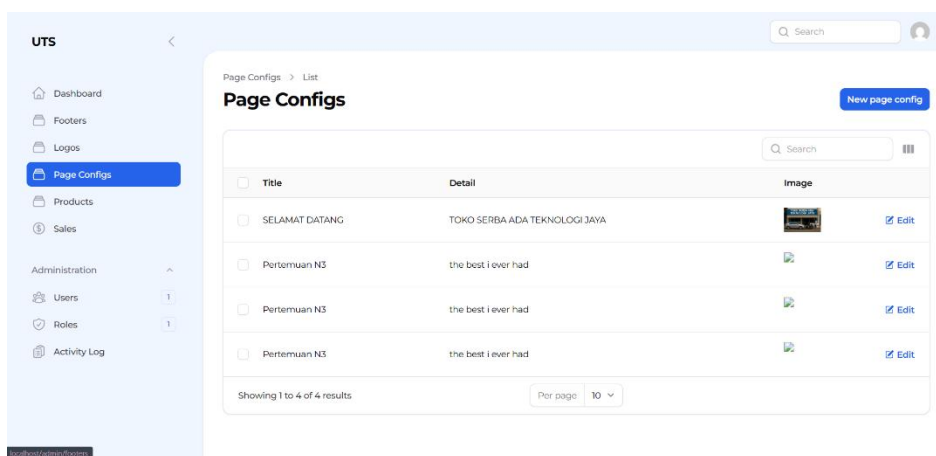 UTS
Search
Dashboard
Footers
Logos
Page Configs
Products
Sales
Administration
Users 1
Roles 1
Activity Log
Page Configs > List
Page Configs
New page config
Search
Title Detail Image
SELAMAT DATANG TOKO SERBA ADA TEKNOLOGI JAYA Edit
Pertemuan N3 the best i ever had Edit
Pertemuan N3 the best i ever had Edit
Pertemuan N3 the best i ever had Edit
Showing 1 to 4 of 4 results Per page 10
localhost/admin/footers